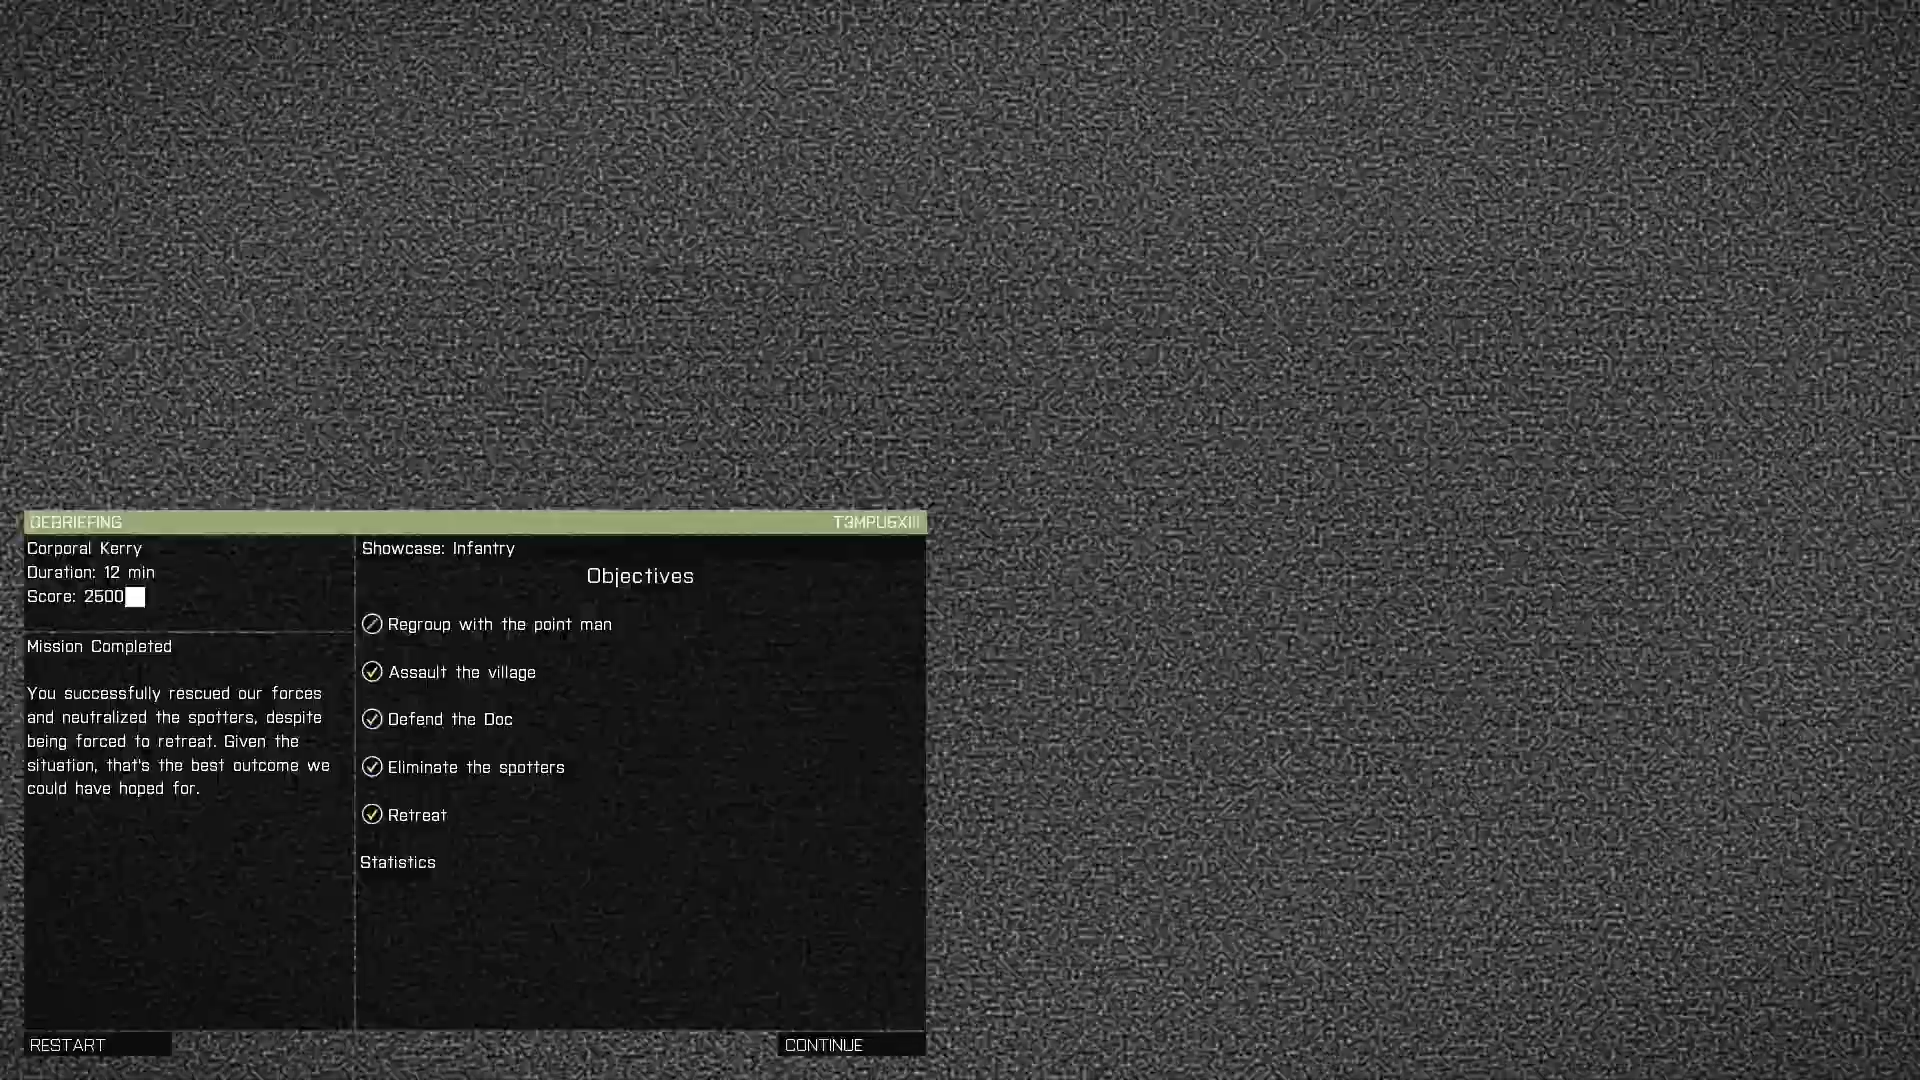 DEBRIEFING
T3MPU6XIII
Corporal Kerry
Duration: 12 min
Score: 2500
Mission Completed
You successfully rescued our forces
and neutralized the spotters, despite
being forced to retreat. Given the
situation, that's the best outcome we
could have hoped for.
Showcase: Infantry
Objectives
Regroup with the point man
Assault the village
Defend the Doc
Eliminate the spotters
Retreat
Statistics
RESTART
CONTINUE